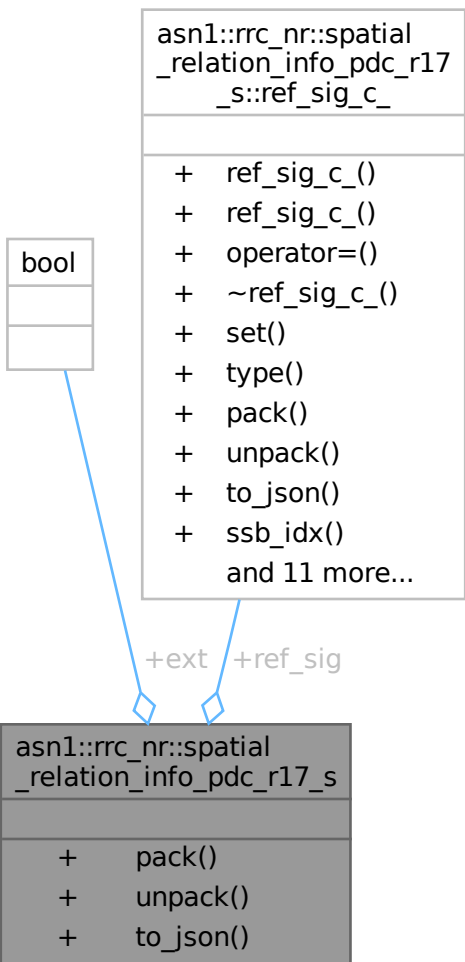 asn1::rrc_nr::spatial
_relation_info_pdc_r17
_s::ref_sig_c_
+ ref_sig_c_()
+ ref_sig_c_()
+ operator=()
+ ~ref_sig_c_()
+ set()
+ type()
+ pack()
+ unpack()
+ to_json()
+ ssb_idx()
and 11 more...
bool
+ext
+ref_sig
asn1::rrc_nr::spatial
_relation_info_pdc_r17_s
+ pack()
+ unpack()
+ to_json()